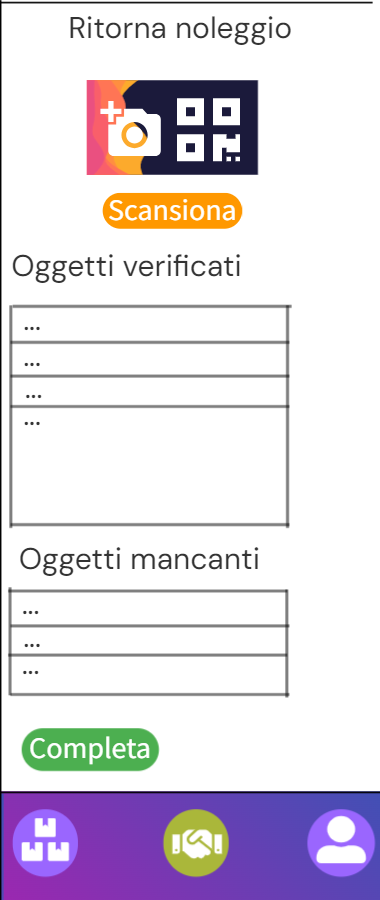 Ritorna noleggio
Scansiona
Oggetti verificati
...
...
...
...
Oggetti mancanti
...
...
...
Completa